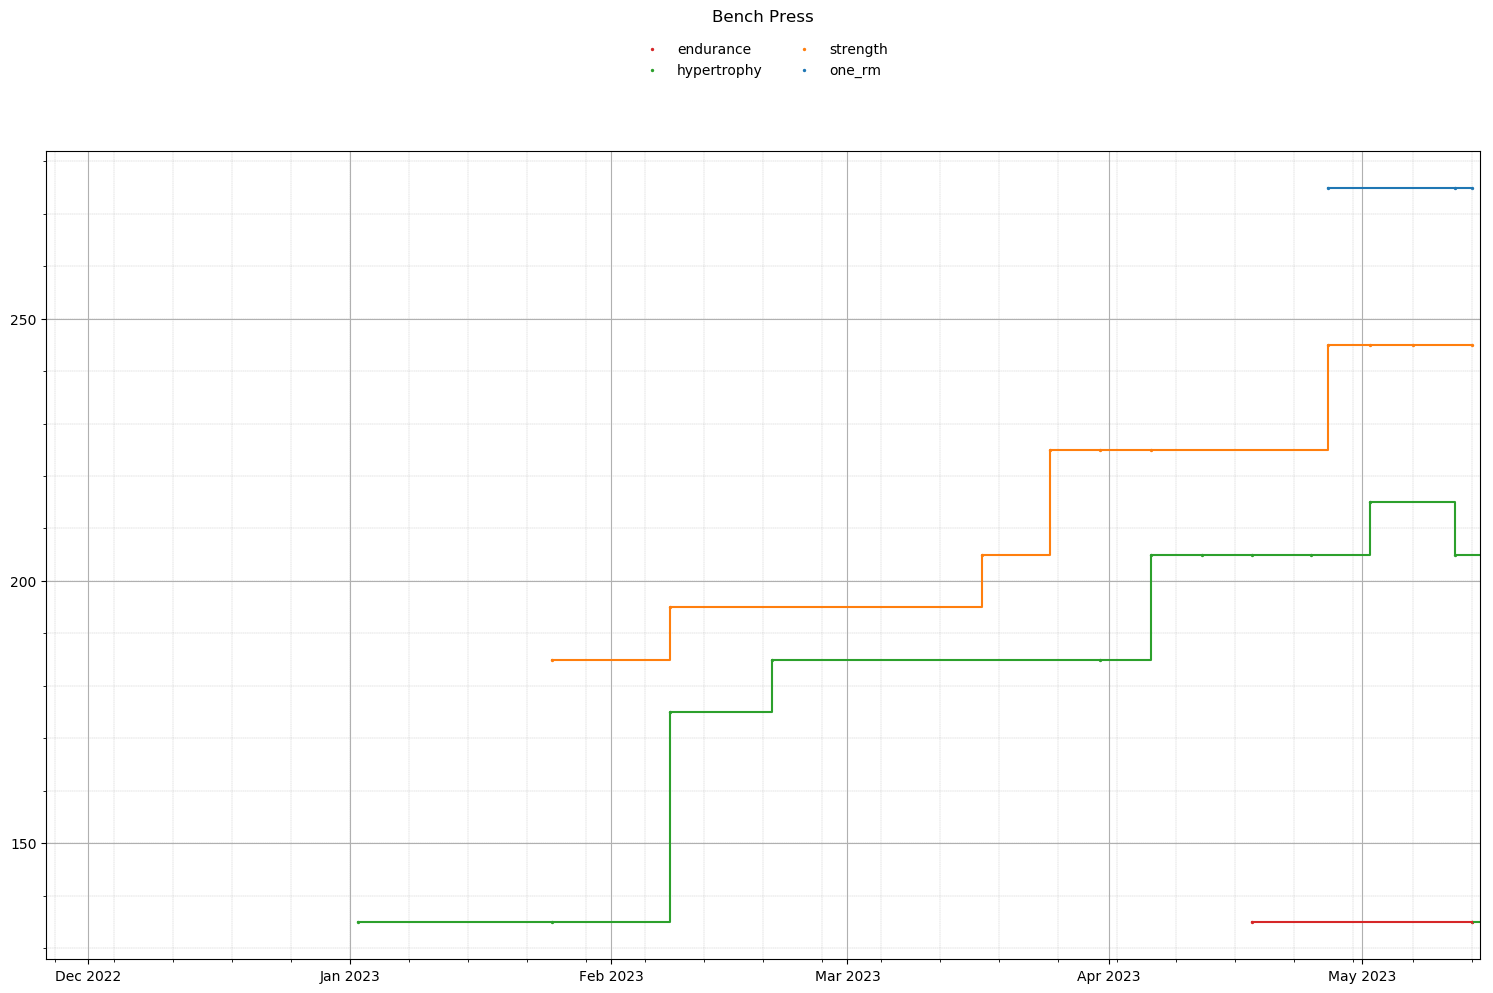 Bench Press
endurance strength
hypertrophy one_rm
250
200
150
Dec 2022 Jan 2023 Feb 2023 Mar 2023 Apr 2023 May 2023